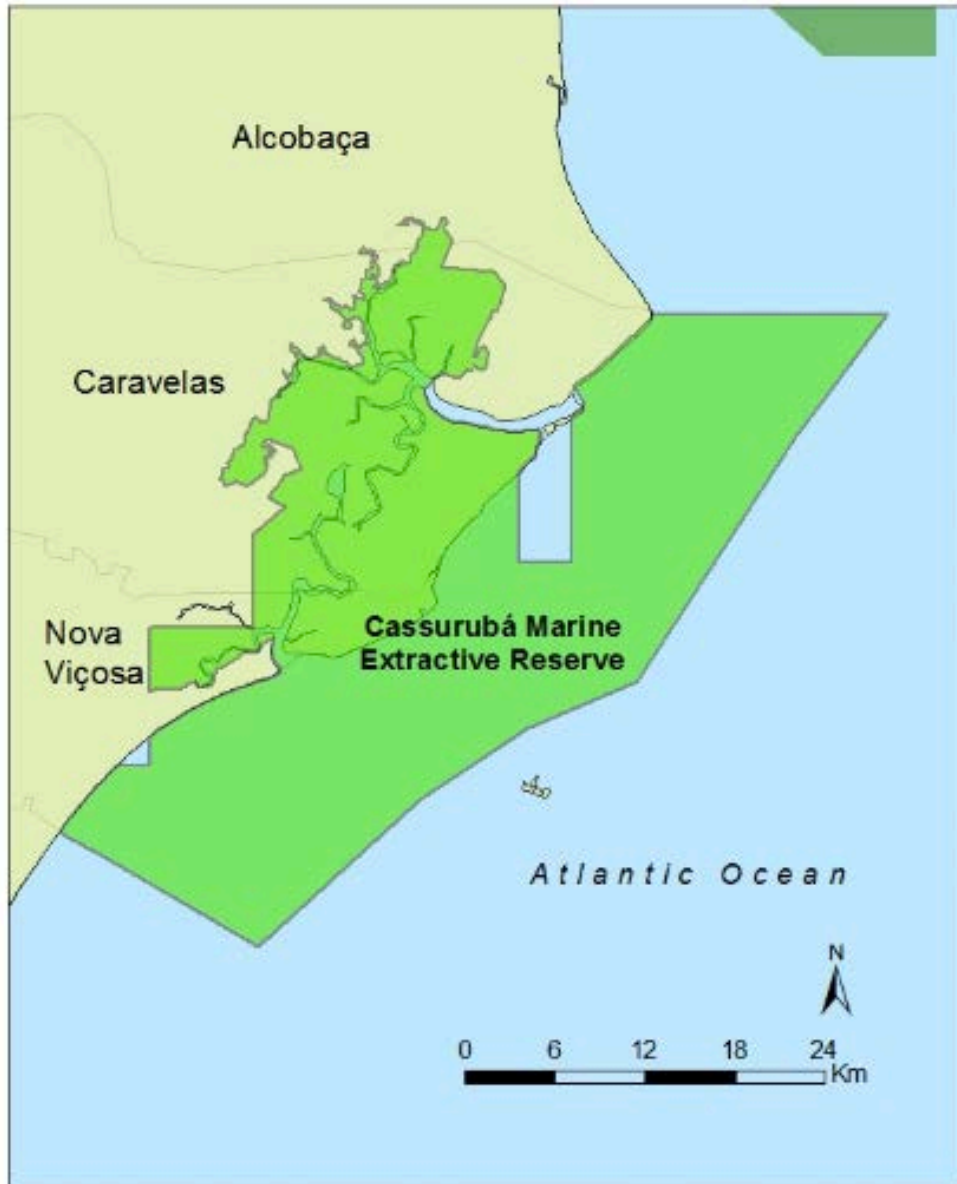 Alcobaça
Caravelas
Nova
Viçosa
Cassurubá Marine
Extractive Reserve
Atlantic Ocean
N
0 6 12 18 24
Km